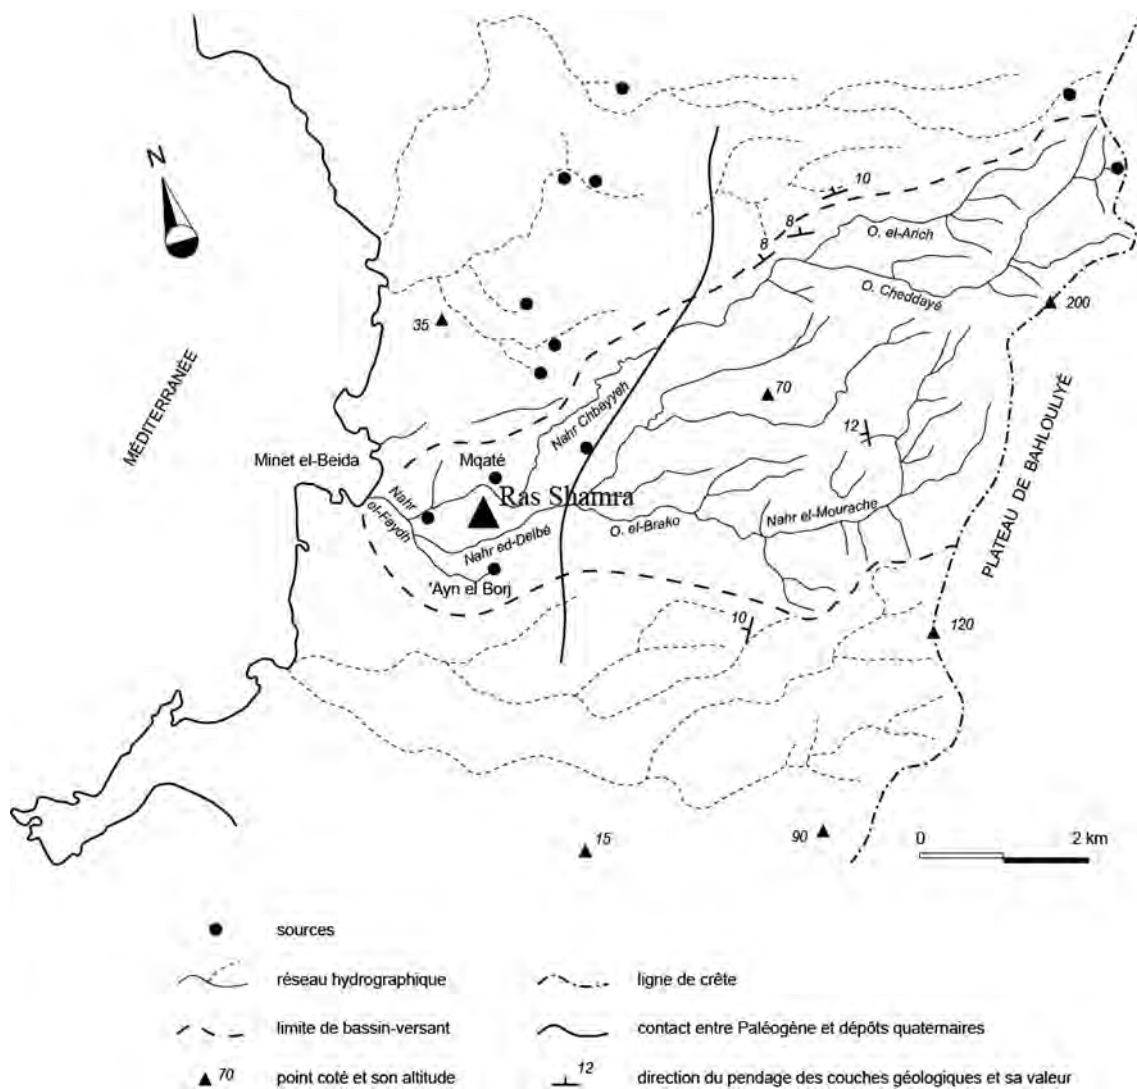 N
MÉDITERRANÉE
10
8
8
O. el-Arich
O. Cheddayé
200
35
70
Nahr Chbayyeh
12
Minet el-Beida
Mqaté
Ras Shamra
Nahr
el-Faydh
Nahr ed-Delbé
O. el-Brako
Nahr el-Mourache
PLATEAU DE BAHLOULIYÉ
'Ayn el Borj
10
120
15
90
0 2 km
sources
réseau hydrographique
ligne de crête
limite de bassin-versant
contact entre Paléogène et dépôts quaternaires
70 point coté et son altitude
12 direction du pendage des couches géologiques et sa valeur